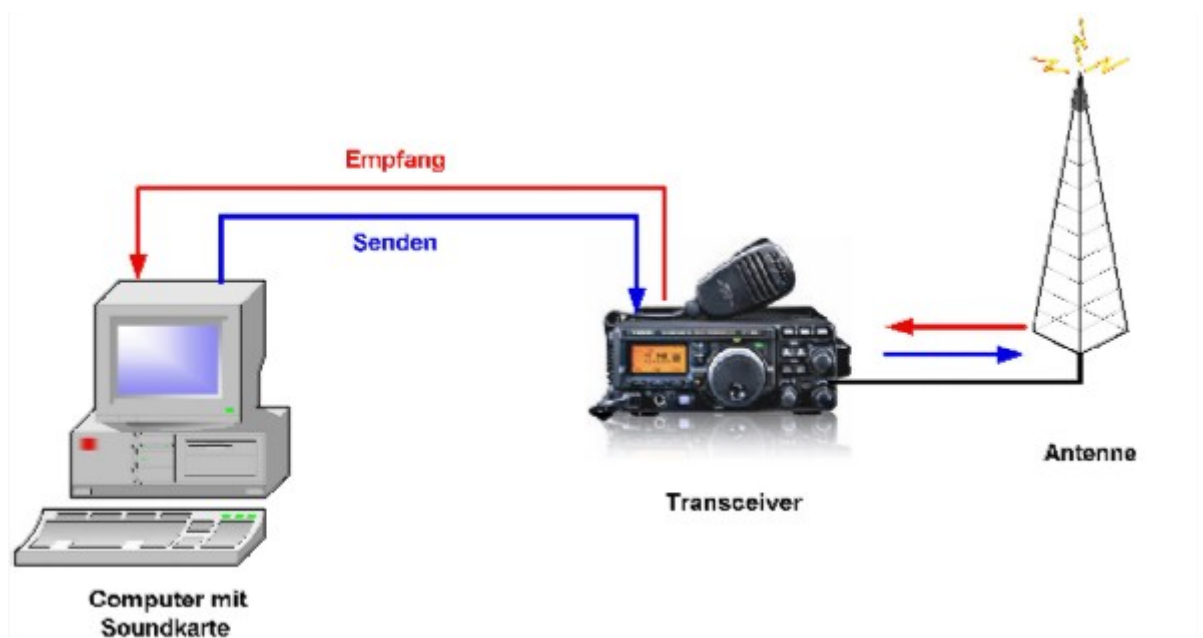 Empfang
Senden
Antenne
Transceiver
Computer mit
Soundkarte